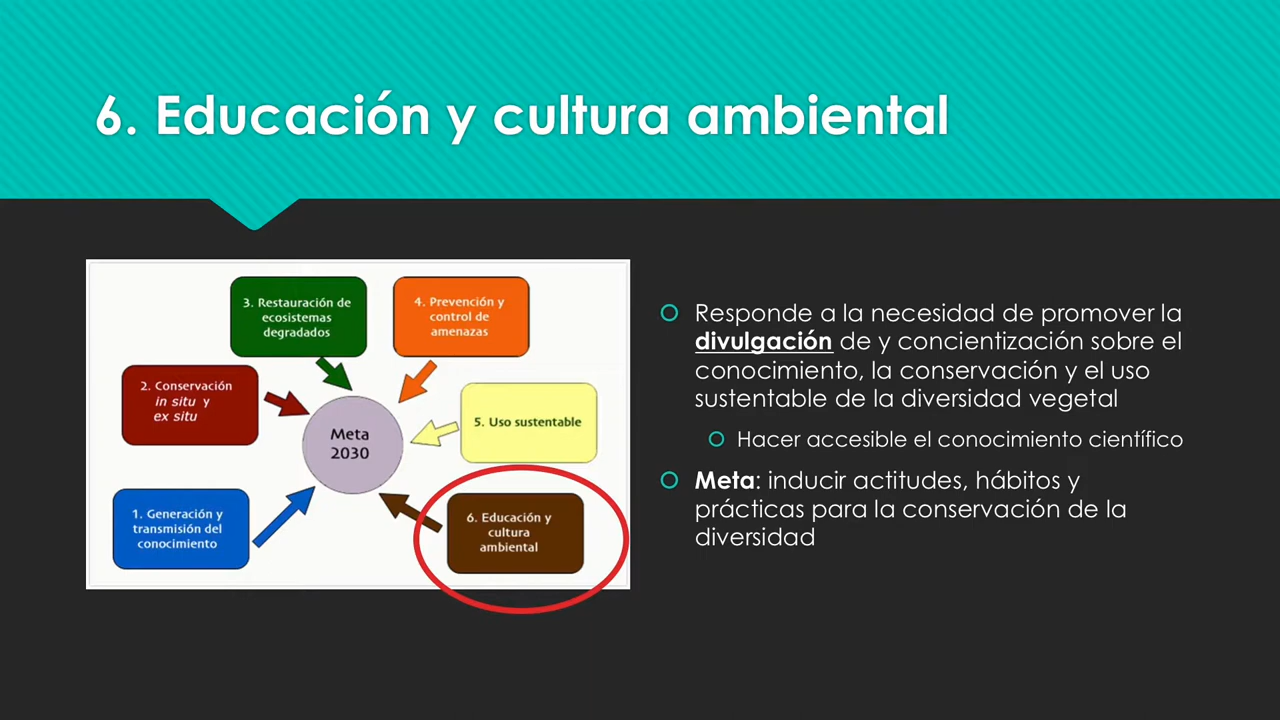 6. Educación y cultura ambiental
3. Restauración de
ecosistemas
degradados
4. Prevención y
control de
amenazas
2. Conservación
in situ y
ex situ
5. Uso sustentable
Meta
2030
1. Generación y
transmisión del
conocimiento
6. Educación y
cultura
ambiental
Responde a la necesidad de promover la
divulgación de y concientización sobre el
conocimiento, la conservación y el uso
sustentable de la diversidad vegetal
Hacer accesible el conocimiento científico
Meta: inducir actitudes, hábitos y
prácticas para la conservación de la
diversidad